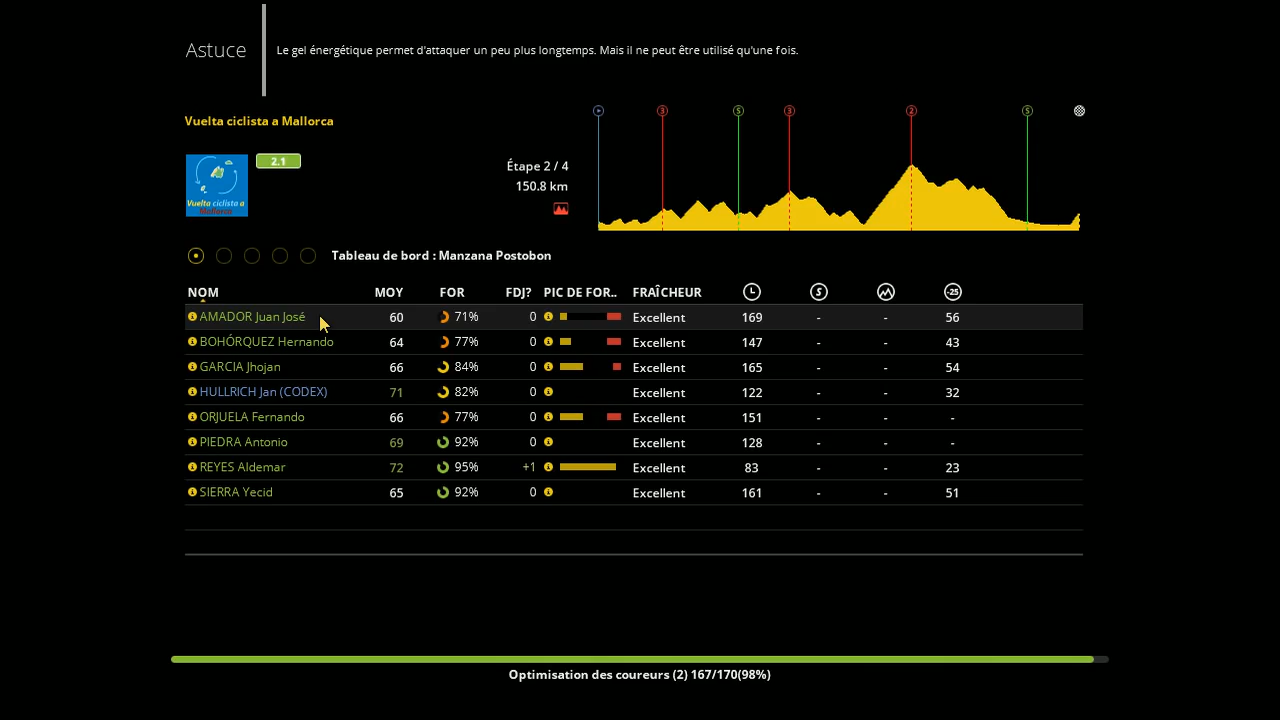 Astuce
Le gel énergétique permet d'attaquer un peu plus longtemps. Mais il ne peut être utilisé qu'une fois.
Vuelta ciclista a Mallorca
3 S 3 2 S
2.1
Étape 2 / 4
150.8 km
Vuelta ciclista a
Mallorca
Tableau de bord : Manzana Postobon
NOM MOY FOR FDJ? PIC DE FOR.. FRAÎCHEUR S -25
AMADOR Juan José 60 71% 0 Excellent 169 - - 56
BOHÓRQUEZ Hernando 64 77% 0 Excellent 147 - - 43
GARCIA Jhojan 66 84% 0 Excellent 165 - - 54
HULLRICH Jan (CODEX) 71 82% 0 Excellent 122 - - 32
ORJUELA Fernando 66 77% 0 Excellent 151 - - -
PIEDRA Antonio 69 92% 0 Excellent 128 - - -
REYES Aldemar 72 95% +1 Excellent 83 - - 23
SIERRA Yecid 65 92% 0 Excellent 161 - - 51
Optimisation des coureurs (2) 167/170(98%)